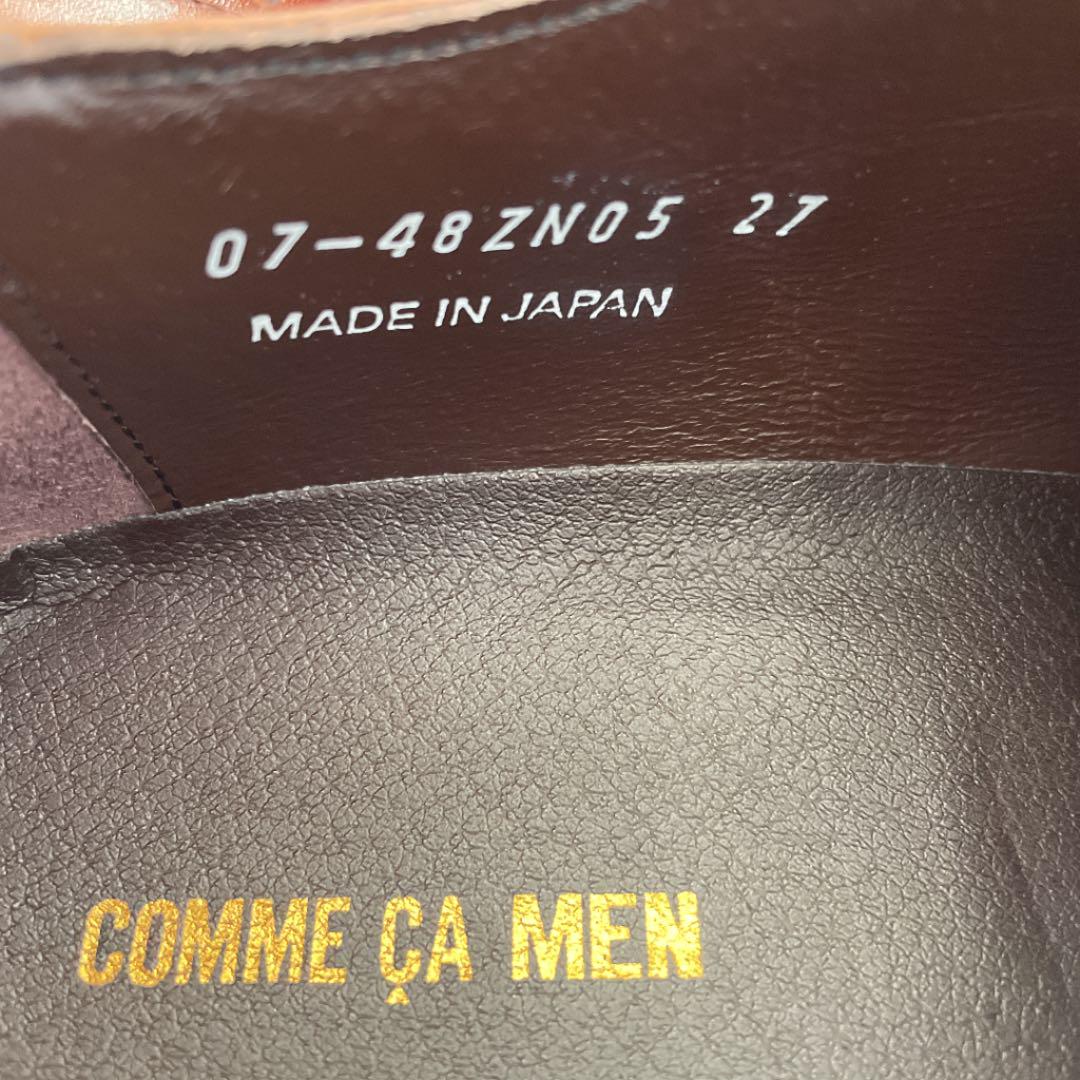 07-48ZN05 27
MADE IN JAPAN
COMME ÇA MEN